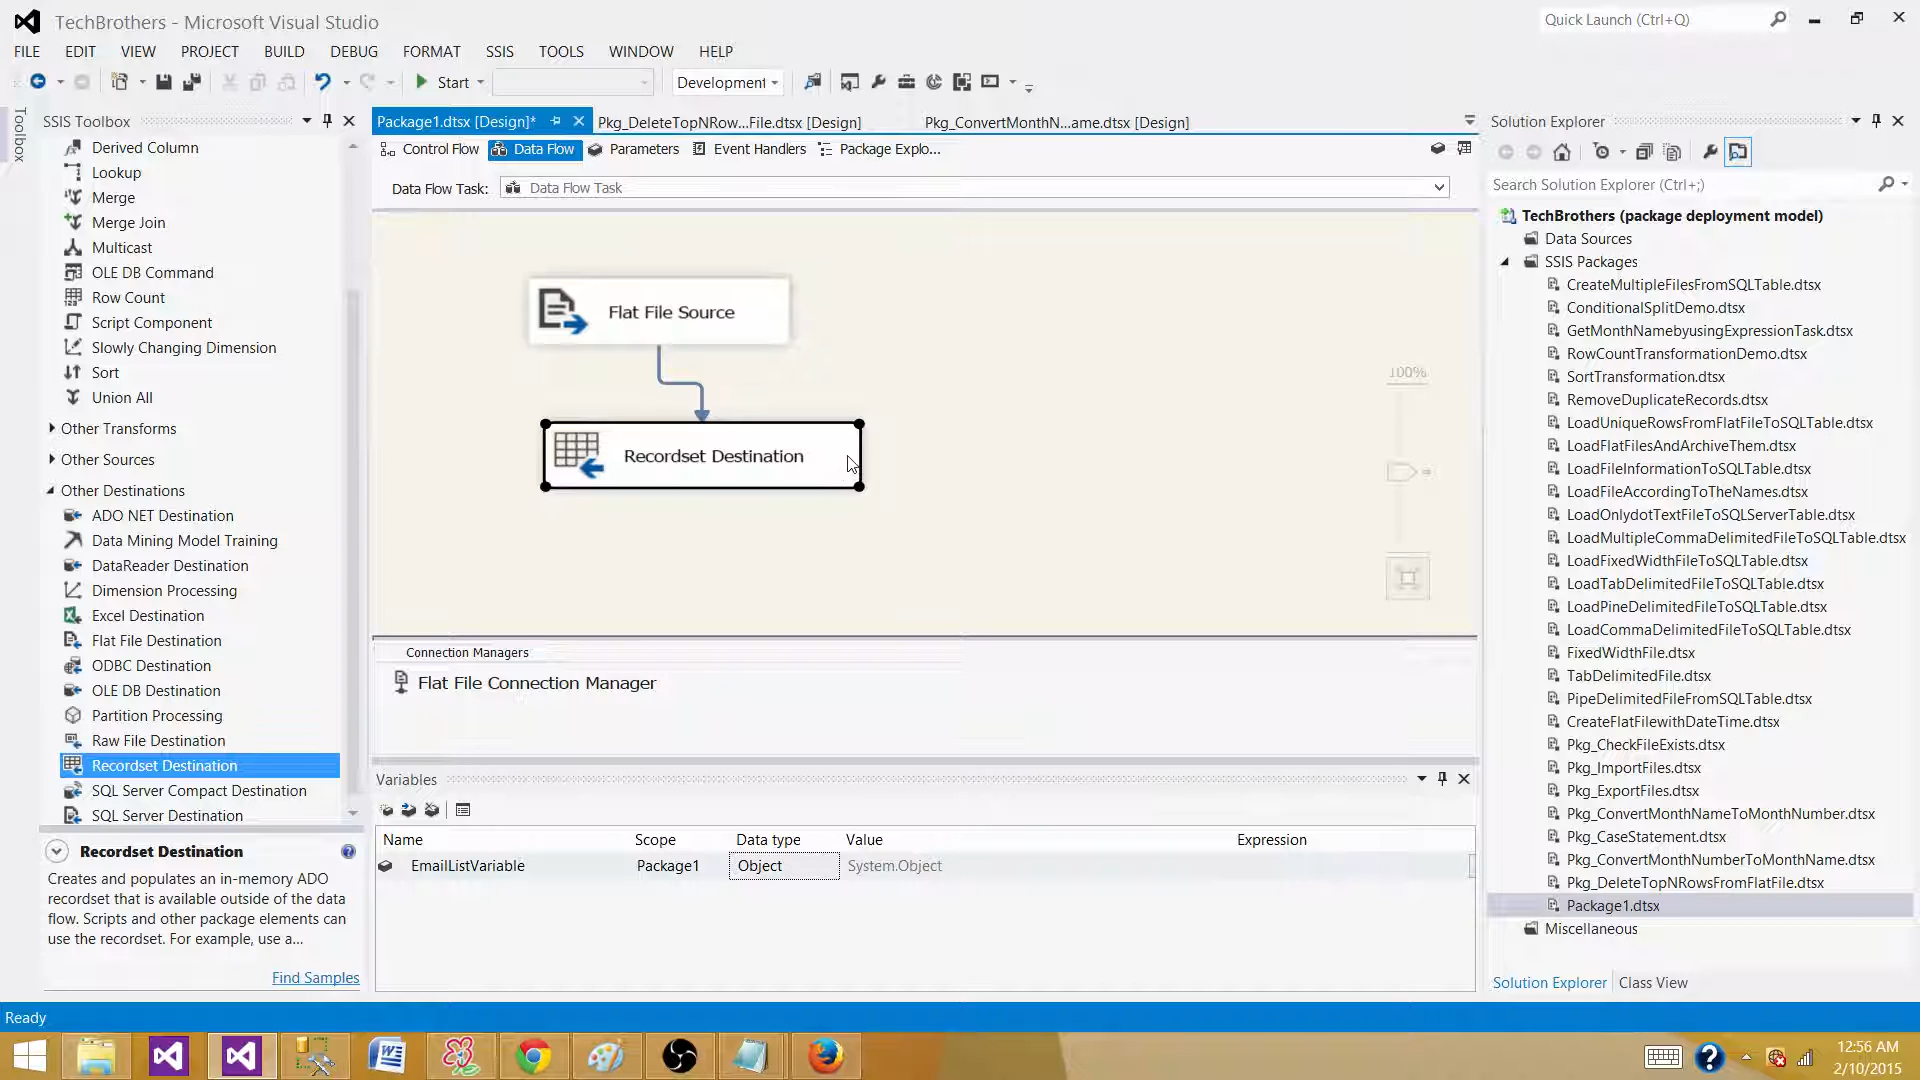 TechBrothers - Microsoft Visual Studio
Quick Launch (Ctrl+Q)
FILE EDIT VIEW PROJECT BUILD DEBUG FORMAT SSIS TOOLS WINDOW HELP
Start
Development
Toolbox
SSIS Toolbox
Derived Column
Lookup
Merge
Merge Join
Multicast
OLE DB Command
Row Count
Script Component
Slowly Changing Dimension
Sort
Union All
Other Transforms
Other Sources
Other Destinations
ADO NET Destination
Data Mining Model Training
DataReader Destination
Dimension Processing
Excel Destination
Flat File Destination
ODBC Destination
OLE DB Destination
Partition Processing
Raw File Destination
Recordset Destination
SQL Server Compact Destination
SQL Server Destination
Recordset Destination
Creates and populates an in-memory ADO
recordset that is available outside of the data
flow. Scripts and other package elements can
use the recordset. For example, use a...
Find Samples
Package1.dtsx [Design]* Pkg_DeleteTopNRow...File.dtsx [Design] Pkg_ConvertMonthN...ame.dtsx [Design]
Control Flow Data Flow Parameters Event Handlers Package Explo...
Data Flow Task: Data Flow Task
Flat File Source
Recordset Destination
100%
Connection Managers
Flat File Connection Manager
Variables
Name Scope Data type Value Expression
EmailListVariable Package1 Object System.Object
Solution Explorer
Search Solution Explorer (Ctrl+;)
TechBrothers (package deployment model)
Data Sources
SSIS Packages
CreateMultipleFilesFromSQLTable.dtsx
ConditionalSplitDemo.dtsx
GetMonthNamebyusingExpressionTask.dtsx
RowCountTransformationDemo.dtsx
SortTransformation.dtsx
RemoveDuplicateRecords.dtsx
LoadUniqueRowsFromFlatFileToSQLTable.dtsx
LoadFlatFilesAndArchiveThem.dtsx
LoadFileInformationToSQLTable.dtsx
LoadFileAccordingToTheNames.dtsx
LoadOnlydotTextFileToSQLServerTable.dtsx
LoadMultipleCommaDelimitedFileToSQLTable.dtsx
LoadFixedWidthFileToSQLTable.dtsx
LoadTabDelimitedFileToSQLTable.dtsx
LoadPineDelimitedFileToSQLTable.dtsx
LoadCommaDelimitedFileToSQLTable.dtsx
FixedWidthFile.dtsx
TabDelimitedFile.dtsx
PipeDelimitedFileFromSQLTable.dtsx
CreateFlatFilewithDateTime.dtsx
Pkg_CheckFileExists.dtsx
Pkg_ImportFiles.dtsx
Pkg_ExportFiles.dtsx
Pkg_ConvertMonthNameToMonthNumber.dtsx
Pkg_CaseStatement.dtsx
Pkg_ConvertMonthNumberToMonthName.dtsx
Pkg_DeleteTopNRowsFromFlatFile.dtsx
Package1.dtsx
Miscellaneous
Solution Explorer Class View
Ready
12:56 AM
2/10/2015